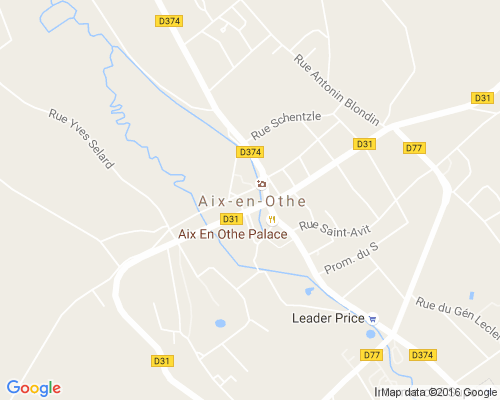 D374
Rue Antonin Blondin
D31
Rue Schentzle
Rue Yves Selard
D31
D77
D374
Aix-en-Othe
D31
Aix En Othe Palace
Rue Saint-Avit
Prom. du S
Rue du Gén Lecler
Leader Price
D31
D77
D374
Google
Map data ©2016 Google